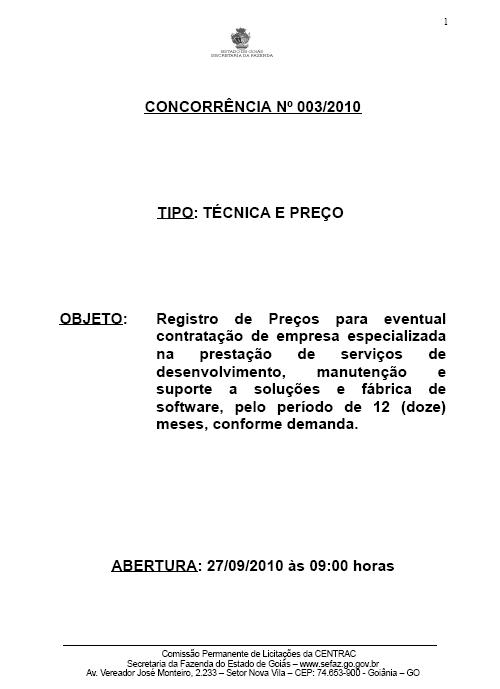 1
ESTADO DE GOIÁS
SECRETARIA DA FAZENDA
CONCORRÊNCIA Nº 003/2010
TIPO: TÉCNICA E PREÇO
OBJETO: Registro de Preços para eventual
contratação de empresa especializada
na prestação de serviços de
desenvolvimento, manutenção e
suporte a soluções e fábrica de
software, pelo período de 12 (doze)
meses, conforme demanda.
ABERTURA: 27/09/2010 às 09:00 horas
Comissão Permanente de Licitações da CENTRAC
Secretaria da Fazenda do Estado de Goiás – www.sefaz.go.gov.br
Av. Vereador José Monteiro, 2.233 – Setor Nova Vila – CEP: 74.653-900 - Goiânia – GO